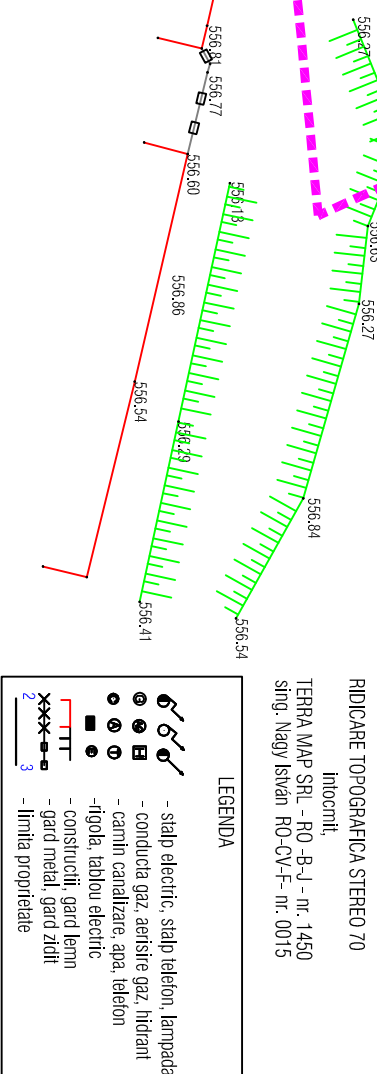 RIDICARE TOPOGRAFICA STEREO 70
intocmit,
TERRA MAP SRL - RO -B-J - nr. 1450
sing. Nagy István RO-CV-F- nr. 0015
LEGENDA
- stalp electric, stalp telefon, lampada
- conducta gaz, aerisire gaz, hidrant
- camin canalizare, apa, telefon
-rigola, tablou electric
- constructii, gard lemn
- gard metal, gard zidit
- limita proprietate
2 3
556.27
556.81
556.77
556.60
556.13
556.63
556.27
556.86
556.54
556.29
556.84
556.41
556.54